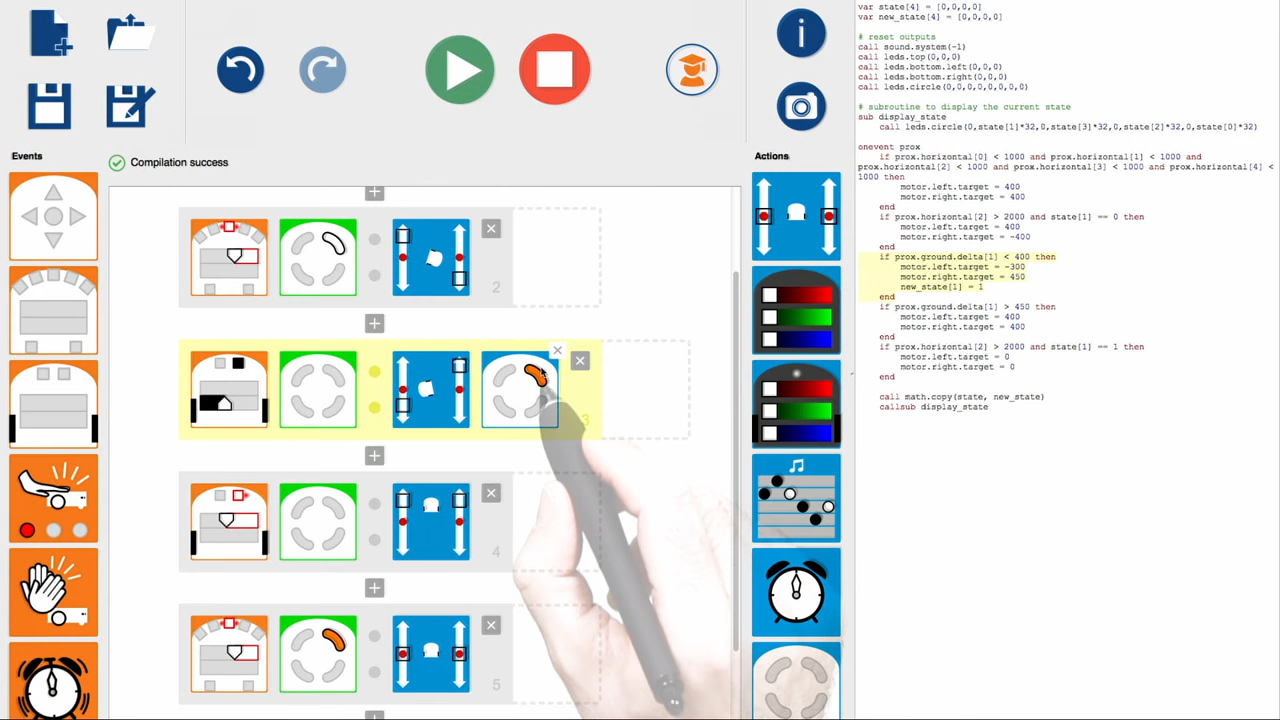 Events
Compilation success
Actions
2
3
4
5
var state[4] = [0,0,0,0]
var new_state[4] = [0,0,0,0]
# reset outputs
call sound.system(-1)
call leds.top(0,0,0)
call leds.bottom.left(0,0,0)
call leds.bottom.right(0,0,0)
call leds.circle(0,0,0,0,0,0,0,0)
# subroutine to display the current state
sub display_state
call leds.circle(0,state[1]*32,0,state[3]*32,0,state[2]*32,0,state[0]*32)
onevent prox
if prox.horizontal[0] < 1000 and prox.horizontal[1] < 1000 and
prox.horizontal[2] < 1000 and prox.horizontal[3] < 1000 and prox.horizontal[4] <
1000 then
motor.left.target = 400
motor.right.target = 400
end
if prox.horizontal[2] > 2000 and state[1] == 0 then
motor.left.target = 400
motor.right.target = -400
end
if prox.ground.delta[1] < 400 then
motor.left.target = -300
motor.right.target = 450
new_state[1] = 1
end
if prox.ground.delta[1] > 450 then
motor.left.target = 400
motor.right.target = 400
end
if prox.horizontal[2] > 2000 and state[1] == 1 then
motor.left.target = 0
motor.right.target = 0
end
call math.copy(state, new_state)
callsub display_state